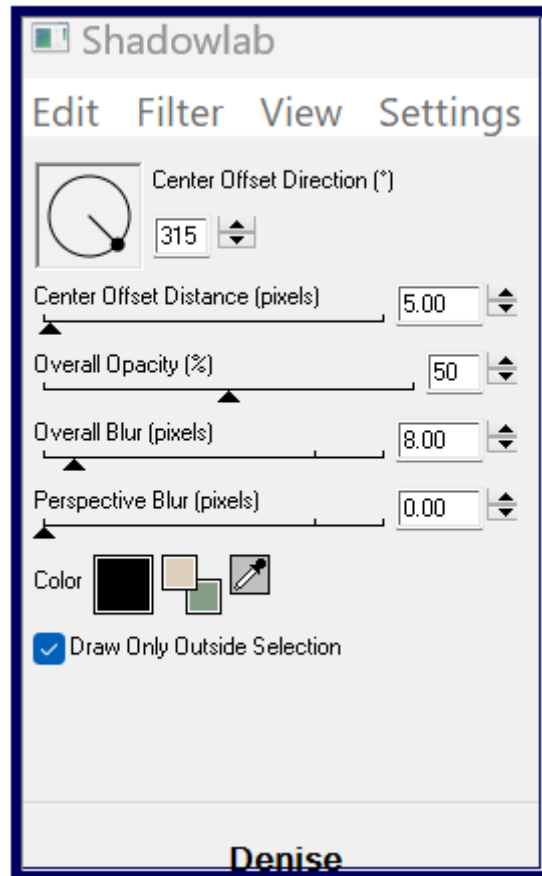 Shadowlab
Edit Filter View Settings
Center Offset Direction (°)
315
Center Offset Distance (pixels)
5.00
Overall Opacity (%)
50
Overall Blur (pixels)
8.00
Perspective Blur (pixels)
0.00
Color
Draw Only Outside Selection
Denise